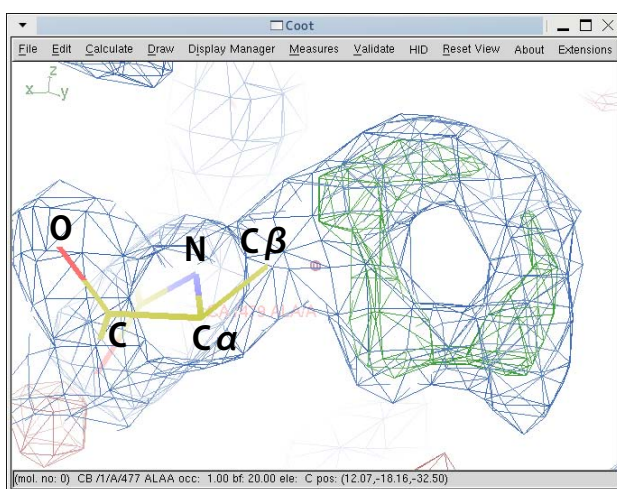 Coot
File Edit Calculate Draw Display Manager Measures Validate HID Reset View About Extensions
z
x y
O
N
Cβ
C
Cα
(mol. no: 0) CB /1/A/477 ALAA occ: 1.00 bf: 20.00 ele: C pos: (12.07,-18.16,-32.50)